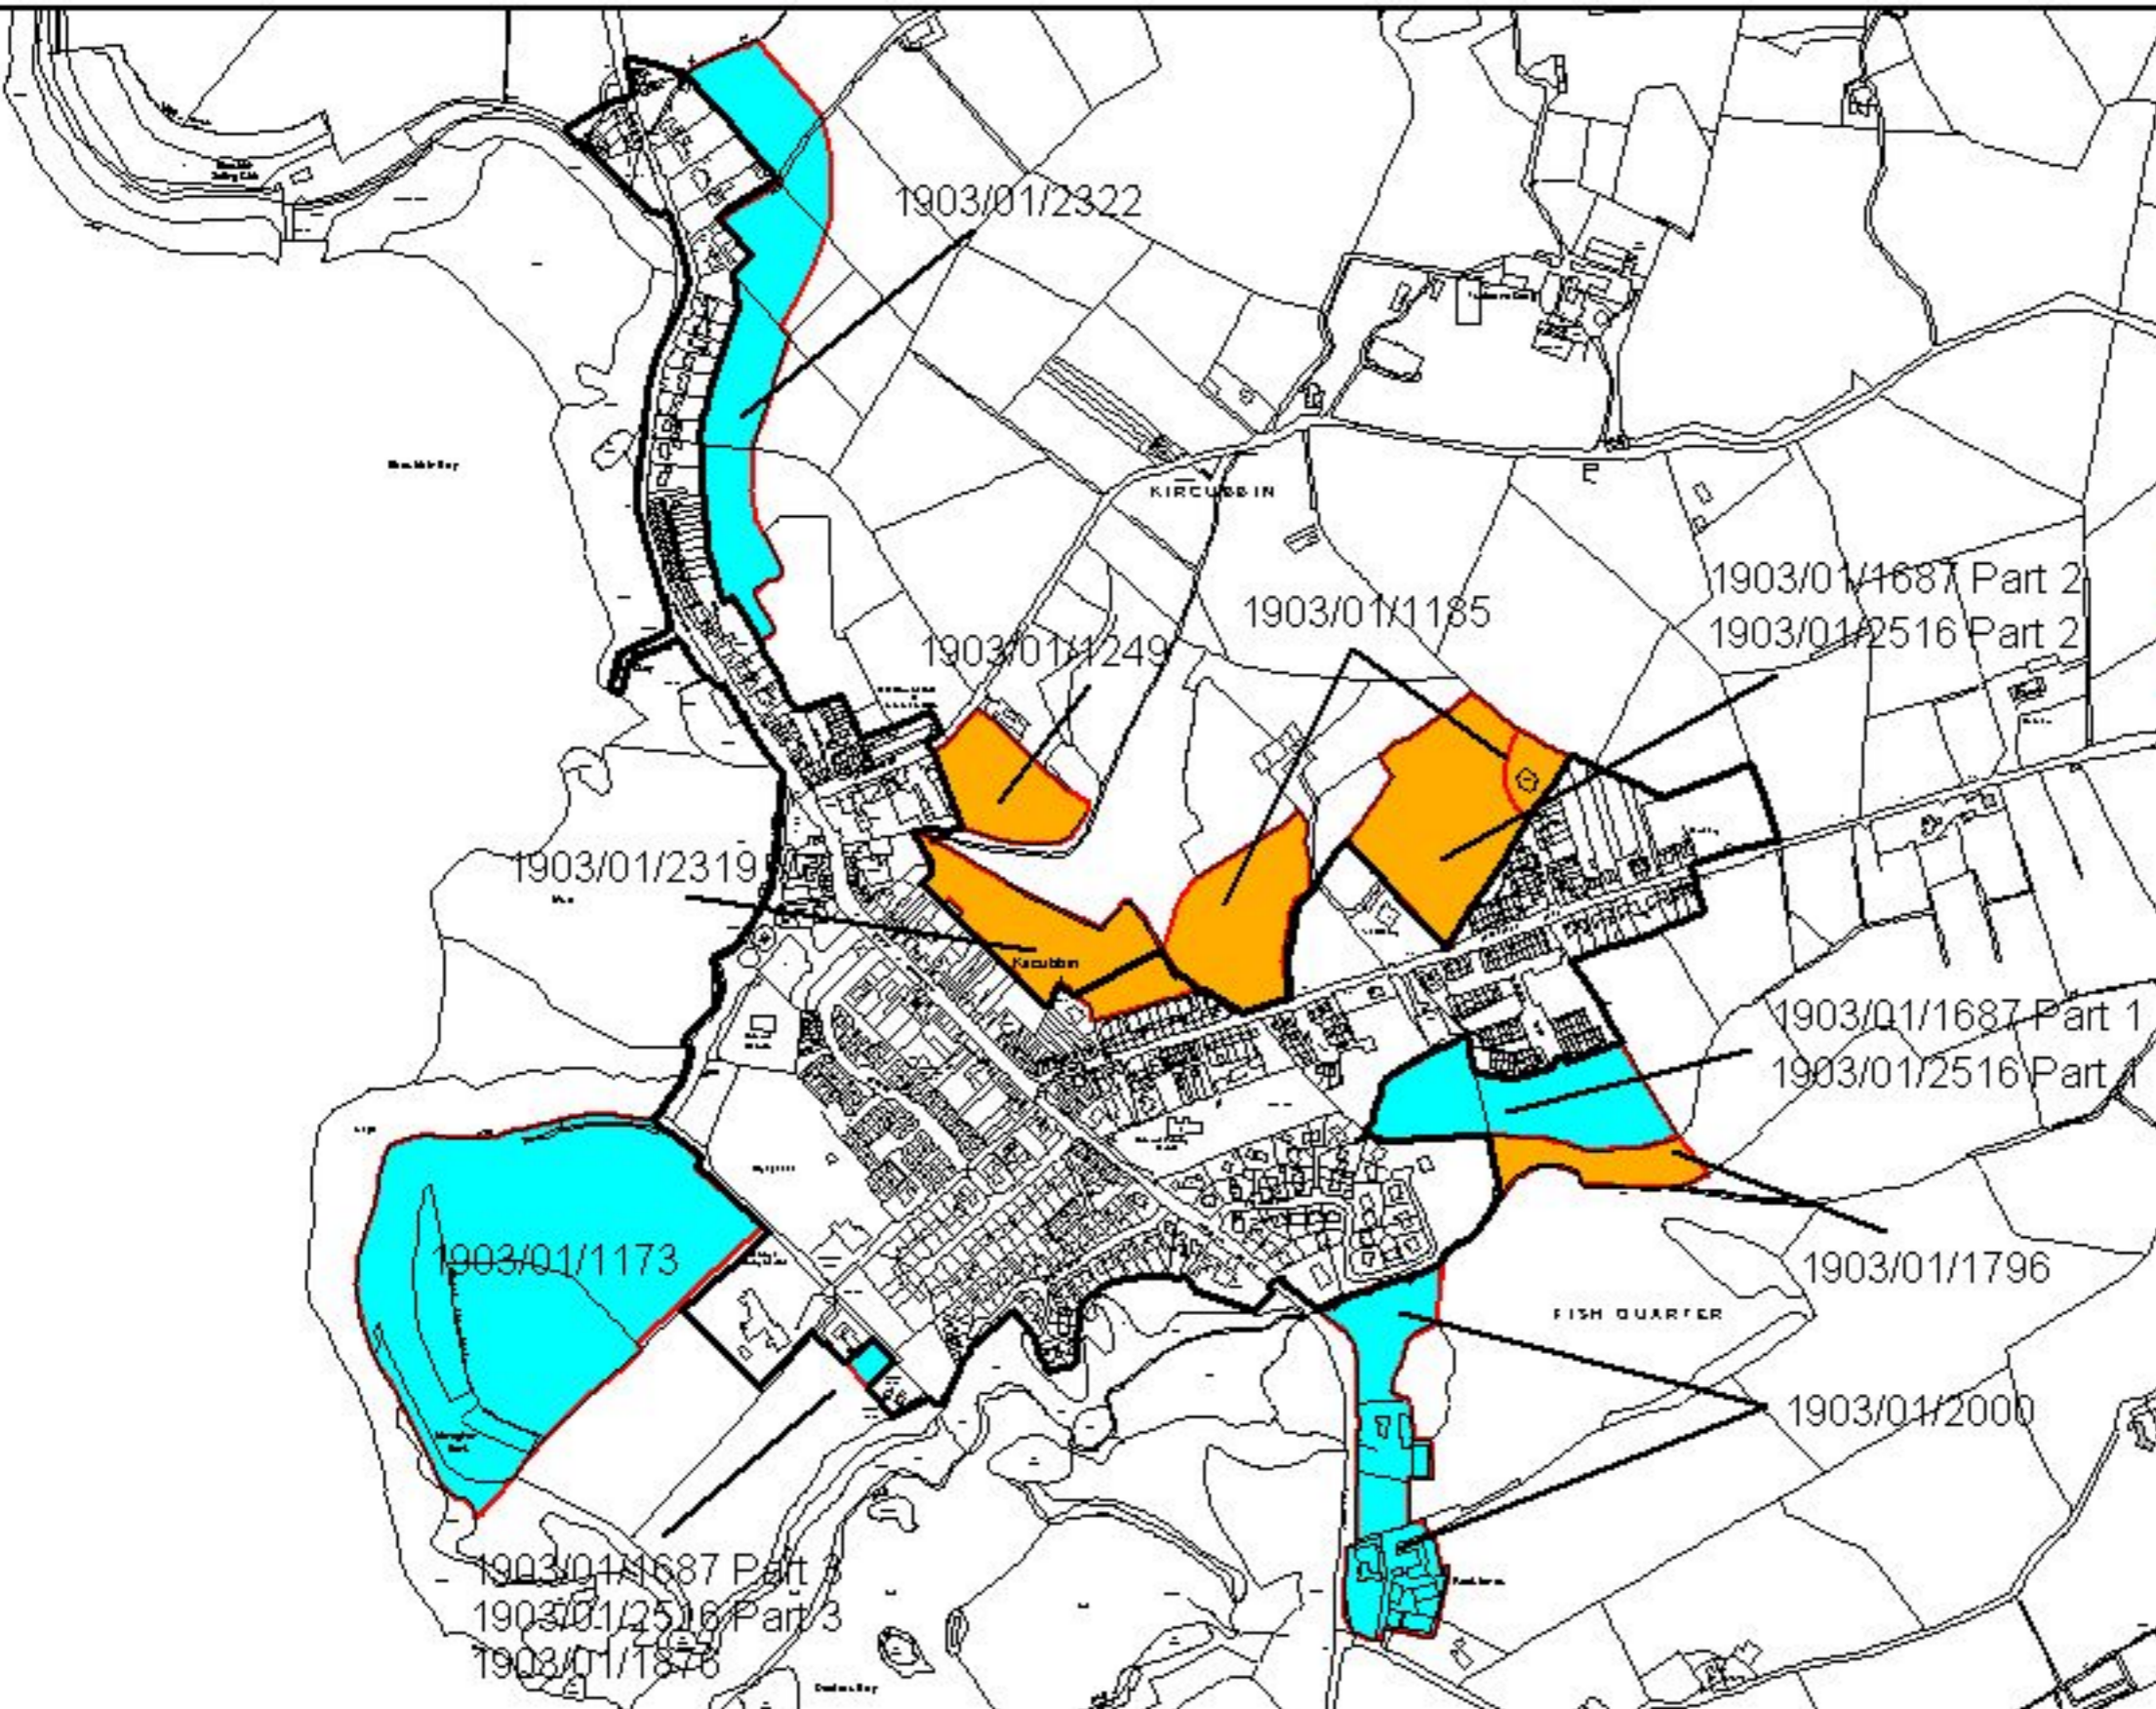 1903/01/2322
KIRCUBBIN
1903/01/1687 Part 2
1903/01/2516 Part 2
1903/01/1185
1903/01/1249
1903/01/2319
Kircubbin
1903/01/1687 Part 1
1903/01/2516 Part 1
1903/01/1173
1903/01/1796
FISH QUARTER
1903/01/2000
1903/01/1687 Part 3
1903/01/2516 Part 3
1903/01/1876